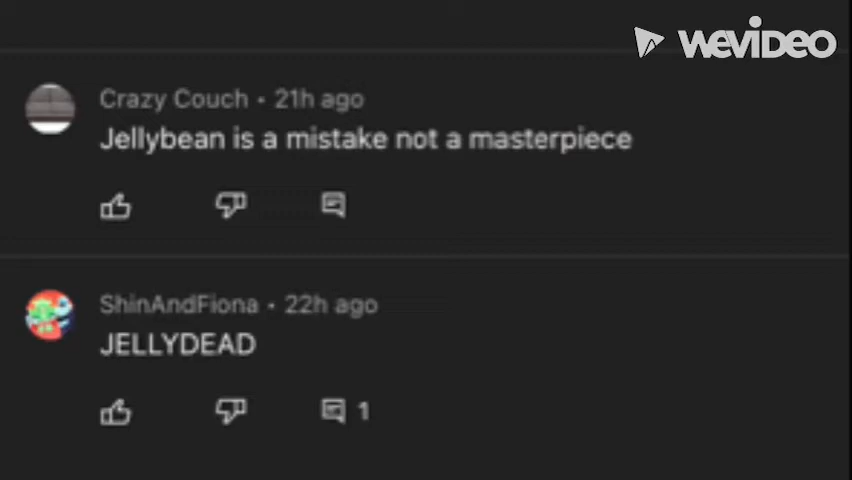 WEVIDEO
Crazy Couch • 21h ago
Jellybean is a mistake not a masterpiece
ShinAndFiona • 22h ago
JELLYDEAD
1